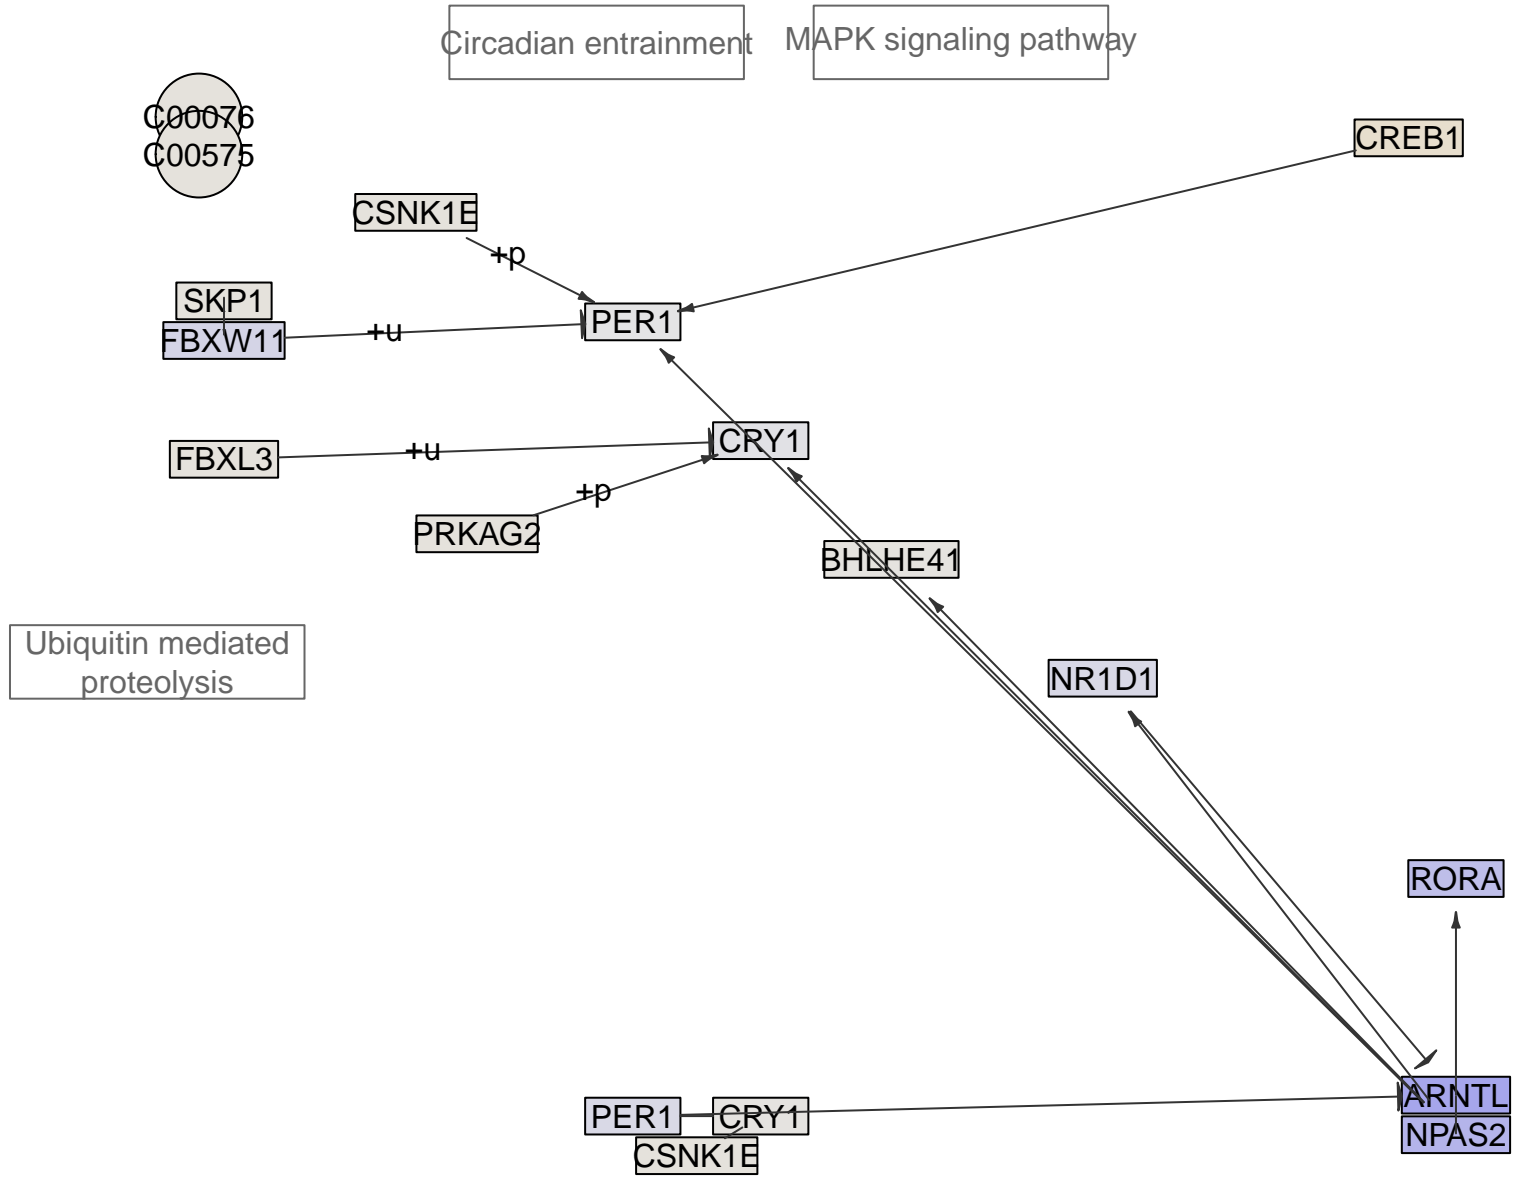 Circadian entrainment
MAPK signaling pathway
C00076
C00575
CREB1
CSNK1E
+p
SKP1
FBXW11
+u
PER1
FBXL3
+u
CRY1
+p
PRKAG2
BHLHE41
Ubiquitin mediated
proteolysis
NR1D1
RORA
ARNTL
NPAS2
PER1
CRY1
CSNK1E